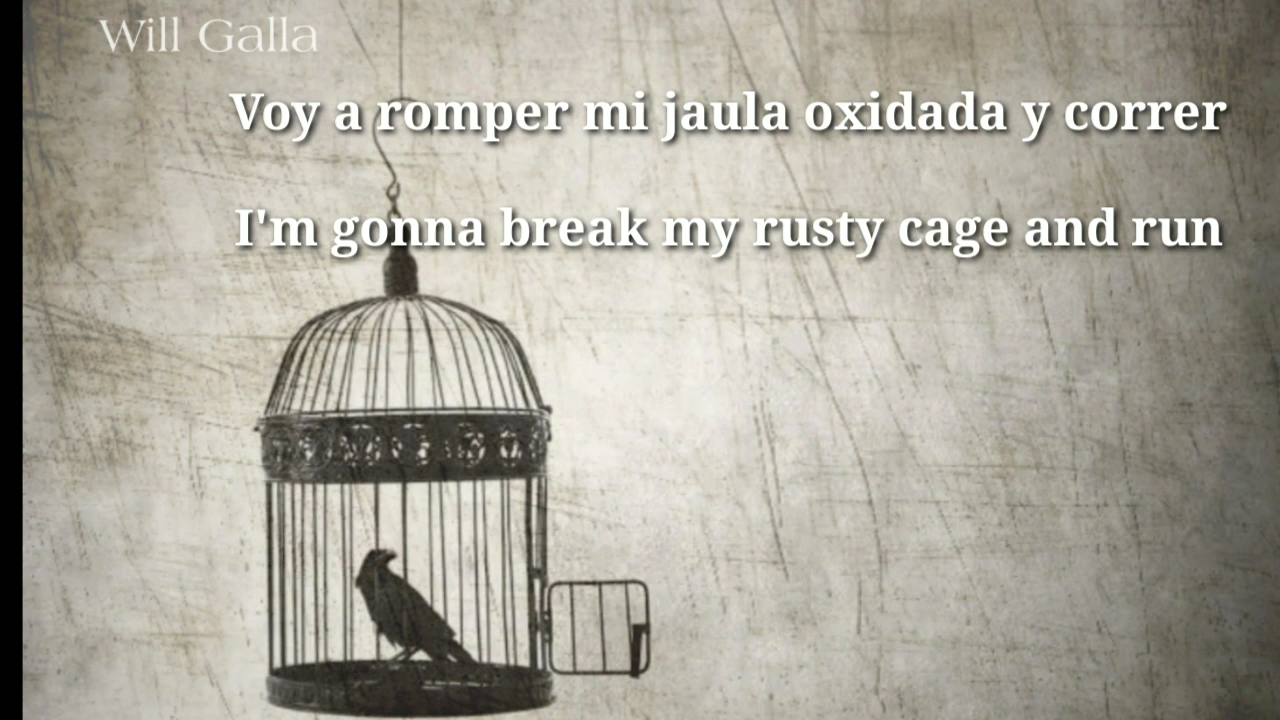 Will Galla
Voy a romper mi jaula oxidada y correr
I'm gonna break my rusty cage and run